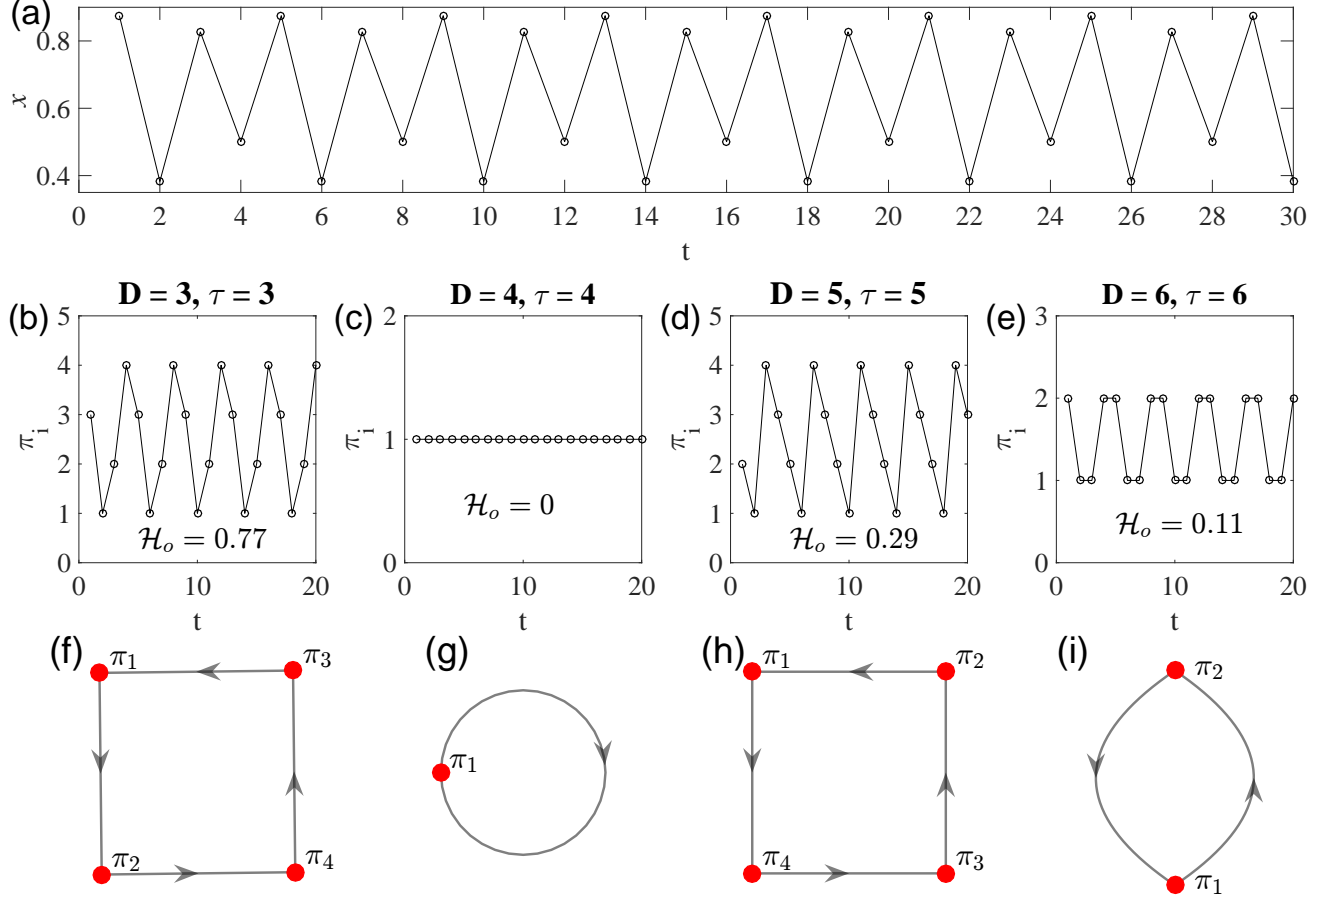 (a)
0.8
0.6
0.4
x
0 2 4 6 8 10 12 14 16 18 20 22 24 26 28 30
t
D = 3, τ = 3
D = 4, τ = 4
D = 5, τ = 5
D = 6, τ = 6
(b)
5
4
3
2
1
0
π_i
ℋ_o = 0.77
0 10 20
t
(c)
2
1
0
π_i
ℋ_o = 0
0 10 20
t
(d)
5
4
3
2
1
0
π_i
ℋ_o = 0.29
0 10 20
t
(e)
3
2
1
0
π_i
ℋ_o = 0.11
0 10 20
t
(f)
π_1
π_3
π_2
π_4
(g)
π_1
(h)
π_1
π_2
π_4
π_3
(i)
π_2
π_1